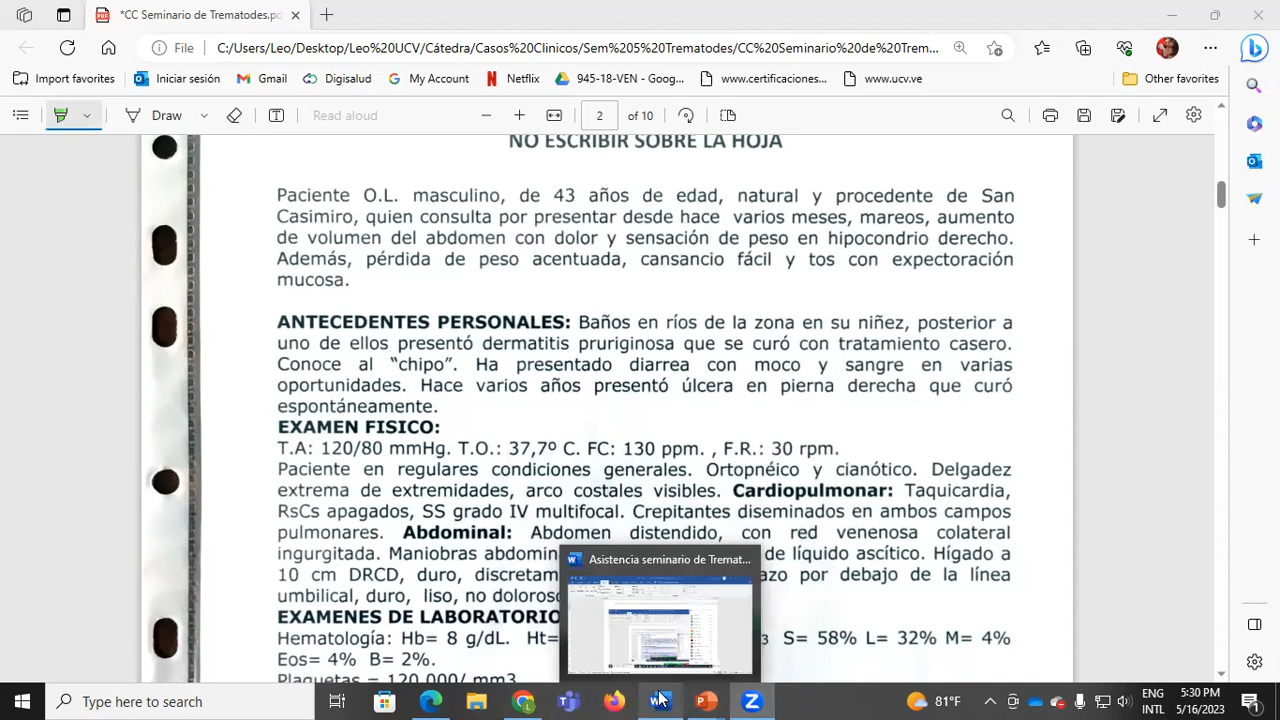 *CC Seminario de Trematodes.pd
File
C:/Users/Leo/Desktop/Leo%20UCV/Cátedra/Casos%20Clinicos/Sem%205%20Trematodes/CC%20Seminario%20de%20Trem...
Import favorites
Iniciar sesión
Gmail
Digisalud
My Account
Netflix
945-18-VEN - Goog...
www.certificaciones...
www.ucv.ve
Other favorites
Draw
Read aloud
2
of 10
NO ESCRIBIR SOBRE LA HOJA
Paciente O.L. masculino, de 43 años de edad, natural y procedente de San
Casimiro, quien consulta por presentar desde hace varios meses, mareos, aumento
de volumen del abdomen con dolor y sensación de peso en hipocondrio derecho.
Además, pérdida de peso acentuada, cansancio fácil y tos con expectoración
mucosa.
ANTECEDENTES PERSONALES: Baños en ríos de la zona en su niñez, posterior a
uno de ellos presentó dermatitis pruriginosa que se curó con tratamiento casero.
Conoce al “chipo”. Ha presentado diarrea con moco y sangre en varias
oportunidades. Hace varios años presentó úlcera en pierna derecha que curó
espontáneamente.
EXAMEN FISICO:
T.A: 120/80 mmHg. T.O.: 37,7º C. FC: 130 ppm. , F.R.: 30 rpm.
Paciente en regulares condiciones generales. Ortopnéico y cianótico. Delgadez
extrema de extremidades, arco costales visibles. Cardiopulmonar: Taquicardia,
RsCs apagados, SS grado IV multifocal. Crepitantes diseminados en ambos campos
pulmonares. Abdominal: Abdomen distendido, con red venenosa colateral
ingurgitada. Maniobras abdomin de líquido ascítico. Hígado a
10 cm DRCD, duro, discretam azo por debajo de la línea
umbilical, duro, liso, no doloros
EXAMENES DE LABORATORIO
Hematología: Hb= 8 g/dL. Ht= S= 58% L= 32% M= 4%
Eos= 4% B= 2%.
Plaquetas = 120.000/ mm3
Asistencia seminario de Tremat...
Type here to search
81°F
ENG
INTL
5:30 PM
5/16/2023